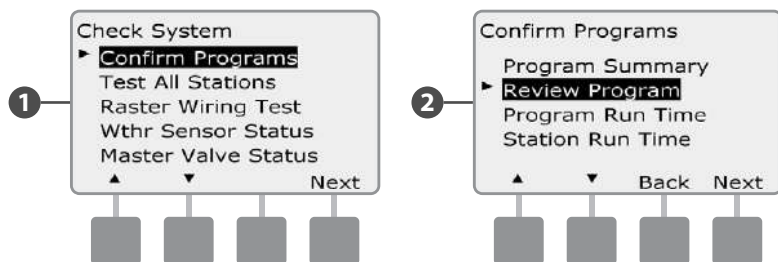 1
Check System
► Confirm Programs
Test All Stations
Raster Wiring Test
Wthr Sensor Status
Master Valve Status
▲ ▼ Next
2
Confirm Programs
Program Summary
► Review Program
Program Run Time
Station Run Time
▲ ▼ Back Next